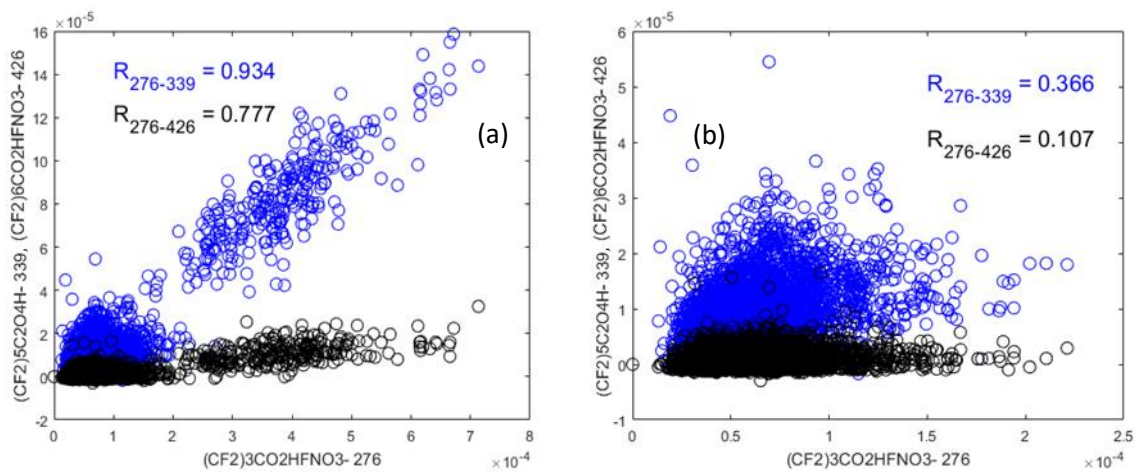 ×10⁻⁵
16
14
12
10
8
6
4
2
0
-2
R276-339 = 0.934
R276-426 = 0.777
(a)
(CF2)5C2O4H- 339, (CF2)6CO2HFNO3- 426
0 1 2 3 4 5 6 7 8
×10⁻⁴
(CF2)3CO2HFNO3- 276
×10⁻⁵
6
5
4
3
2
1
0
-1
R276-339 = 0.366
R276-426 = 0.107
(b)
(CF2)5C2O4H- 339, (CF2)6CO2HFNO3- 426
0 0.5 1 1.5 2 2.5
×10⁻⁴
(CF2)3CO2HFNO3- 276